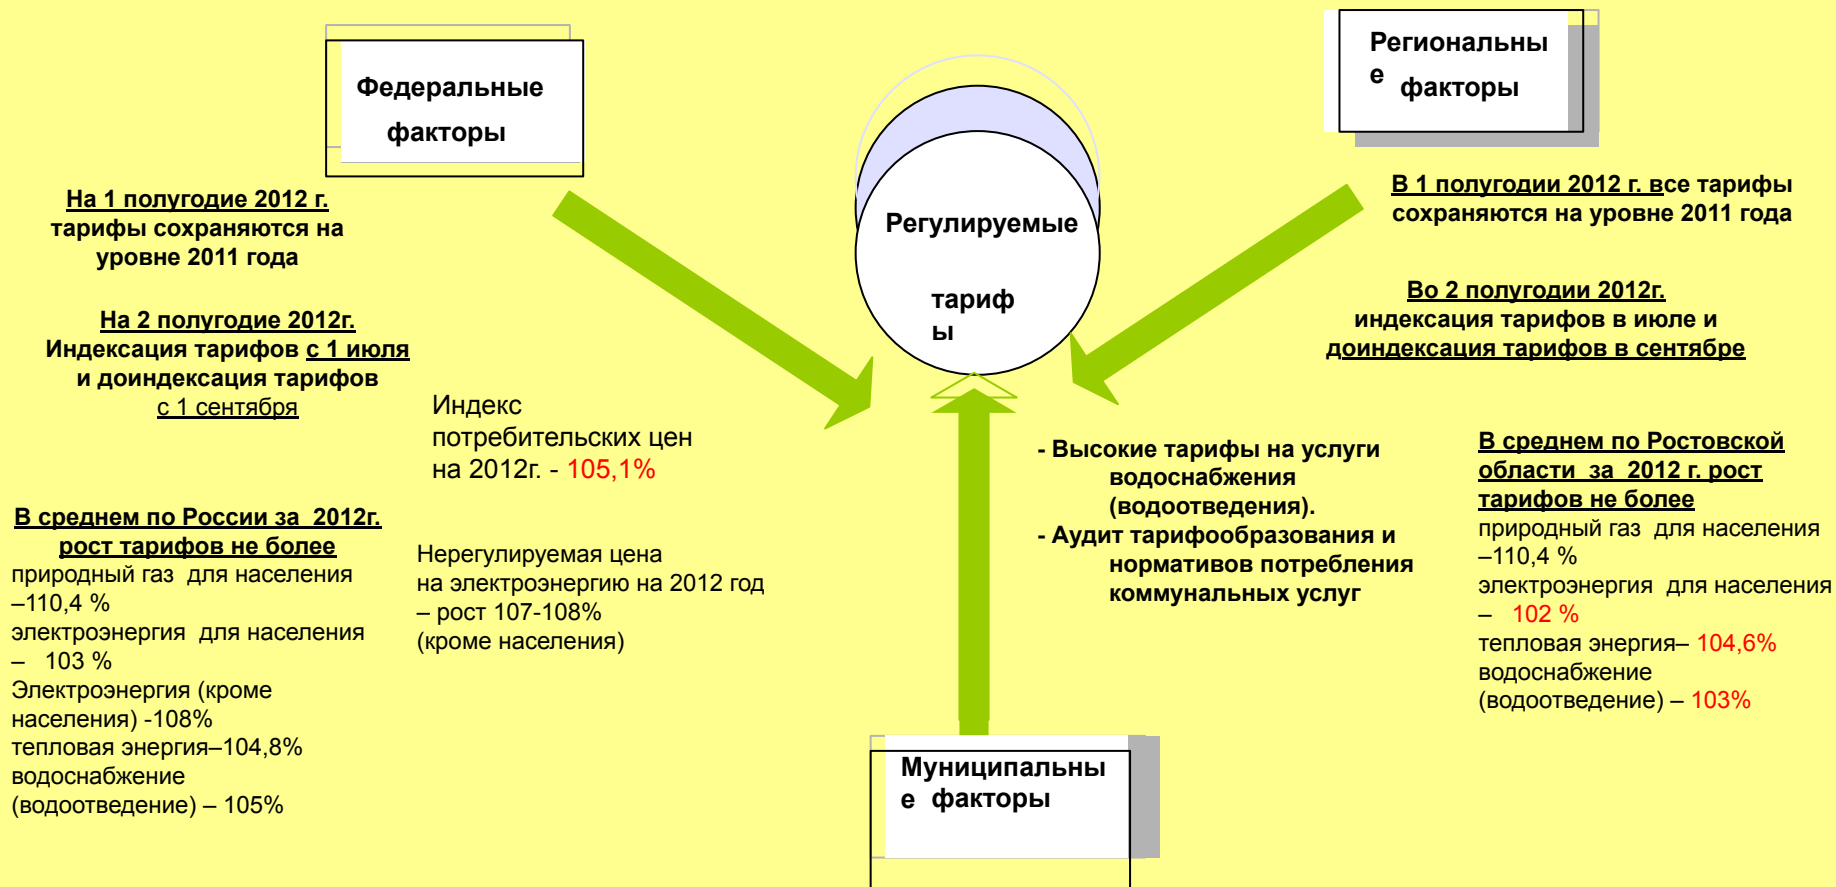 Федеральные
факторы
Региональны
е факторы
Регулируемые
тариф
ы
На 1 полугодие 2012 г.
тарифы сохраняются на
уровне 2011 года
На 2 полугодие 2012г.
Индексация тарифов с 1 июля
и доиндексация тарифов
с 1 сентября
В среднем по России за 2012г.
рост тарифов не более
природный газ для населения
–110,4 %
электроэнергия для населения
– 103 %
Электроэнергия (кроме
населения) -108%
тепловая энергия–104,8%
водоснабжение
(водоотведение) – 105%
Индекс
потребительских цен
на 2012г. - 105,1%
Нерегулируемая цена
на электроэнергию на 2012 год
– рост 107-108%
(кроме населения)
- Высокие тарифы на услуги
водоснабжения
(водоотведения).
- Аудит тарифообразования и
нормативов потребления
коммунальных услуг
В 1 полугодии 2012 г. все тарифы
сохраняются на уровне 2011 года
Во 2 полугодии 2012г.
индексация тарифов в июле и
доиндексация тарифов в сентябре
В среднем по Ростовской
области за 2012 г. рост
тарифов не более
природный газ для населения
–110,4 %
электроэнергия для населения
– 102 %
тепловая энергия– 104,6%
водоснабжение
(водоотведение) – 103%
Муниципальны
е факторы